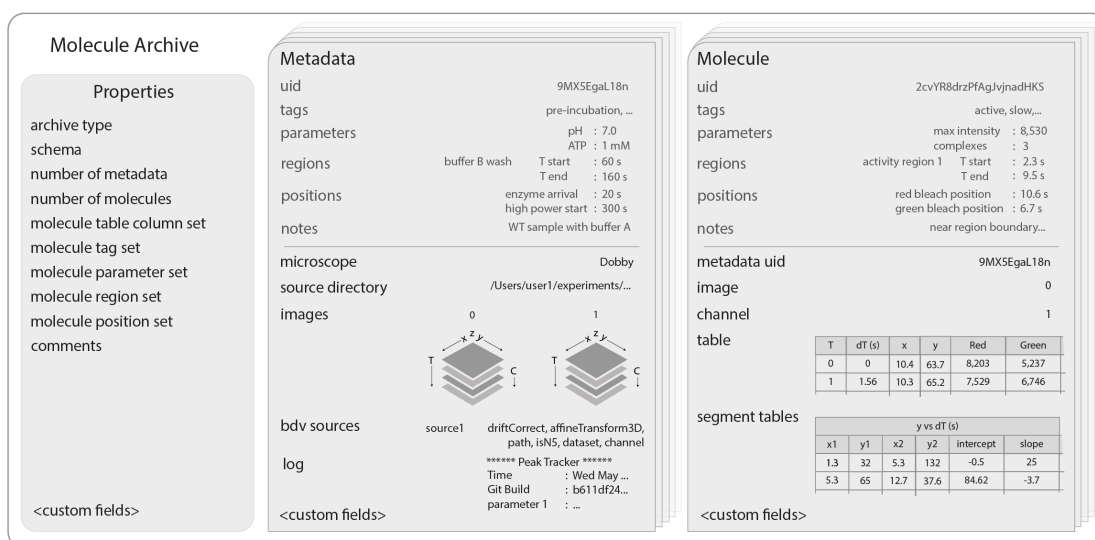 Molecule Archive
Properties
archive type
schema
number of metadata
number of molecules
molecule table column set
molecule tag set
molecule parameter set
molecule region set
molecule position set
comments
<custom fields>
Metadata
uid 9MX5EgaL18n
tags pre-incubation, ...
parameters pH : 7.0
ATP : 1 mM
regions buffer B wash T start : 60 s
T end : 160 s
positions enzyme arrival : 20 s
high power start : 300 s
notes WT sample with buffer A
microscope Dobby
source directory /Users/user1/experiments/...
images 0 1
x z y x z y
T C T C
bdv sources source1 driftCorrect, affineTransform3D,
path, isN5, dataset, channel
log ****** Peak Tracker ******
Time : Wed May ...
Git Build : b611df24...
parameter 1 : ...
<custom fields>
Molecule
uid 2cvYR8drzPfAgJvjnadHKS
tags active, slow,...
parameters max intensity : 8,530
complexes : 3
regions activity region 1 T start : 2.3 s
T end : 9.5 s
positions red bleach position : 10.6 s
green bleach position : 6.7 s
notes near region boundary...
metadata uid 9MX5EgaL18n
image 0
channel 1
table
T dT (s) x y Red Green
0 0 10.4 63.7 8,203 5,237
1 1.56 10.3 65.2 7,529 6,746
segment tables
y vs dT (s)
x1 y1 x2 y2 intercept slope
1.3 32 5.3 132 -0.5 25
5.3 65 12.7 37.6 84.62 -3.7
<custom fields>